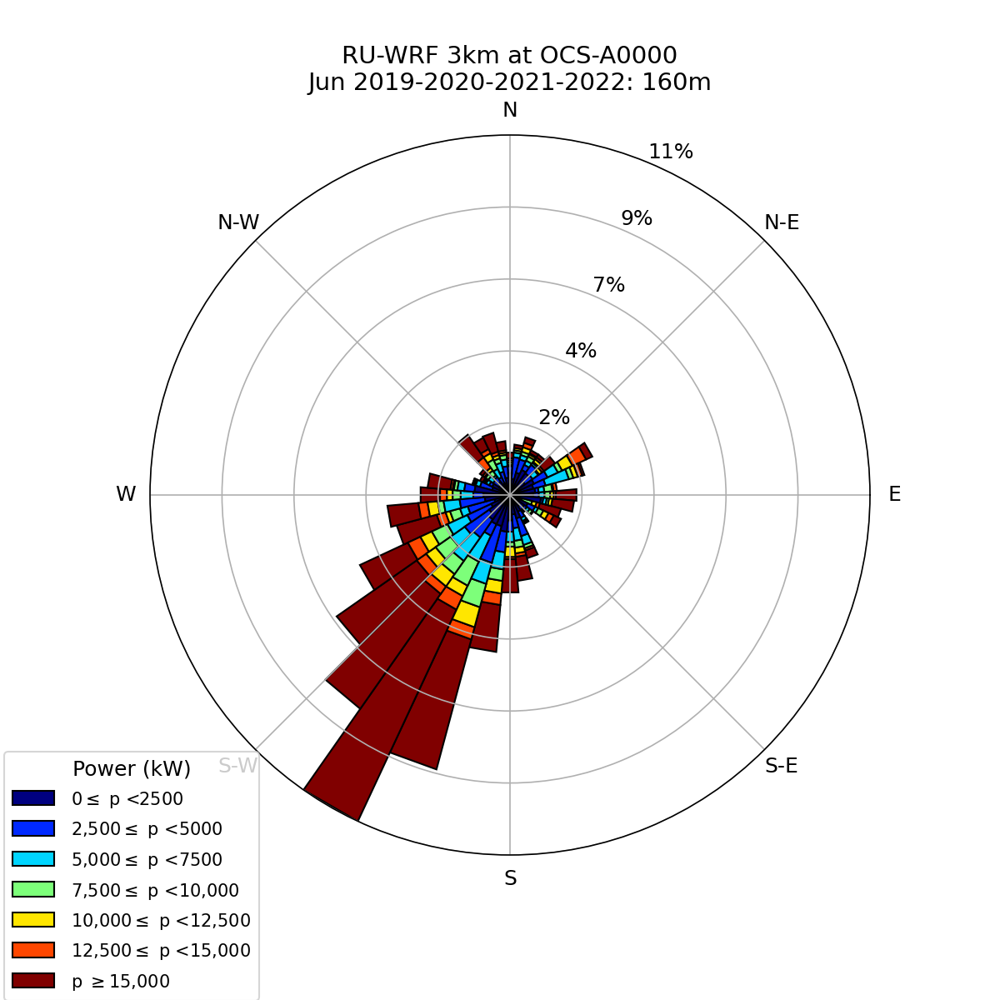 RU-WRF 3km at OCS-A0000
Jun 2019-2020-2021-2022: 160m
N
11%
9%
N-W
N-E
7%
4%
2%
W
E
S-W
S-E
S
Power (kW)
0≤ p <2500
2,500≤ p <5000
5,000≤ p <7500
7,500≤ p <10,000
10,000≤ p <12,500
12,500≤ p <15,000
p ≥15,000